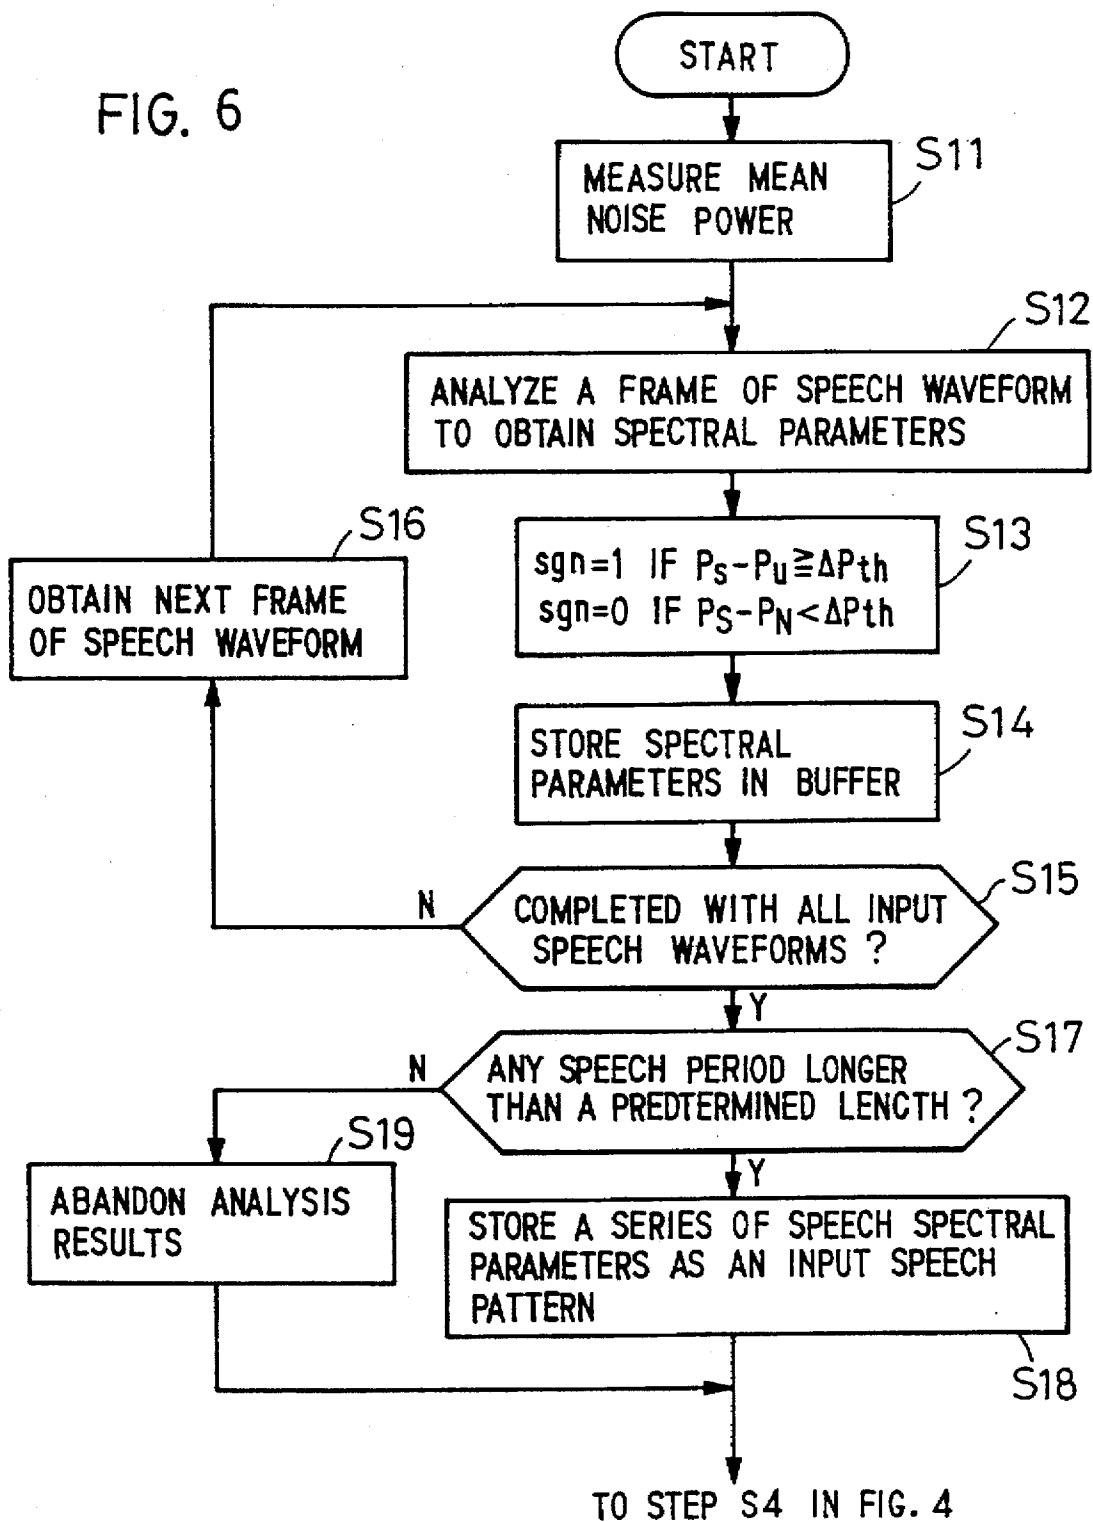 FIG. 6
START
S11
MEASURE MEAN
NOISE POWER
S12
ANALYZE A FRAME OF SPEECH WAVEFORM
TO OBTAIN SPECTRAL PARAMETERS
S16
OBTAIN NEXT FRAME
OF SPEECH WAVEFORM
S13
sgn=1 IF PS-PU≧ΔPth
sgn=0 IF PS-PN<ΔPth
S14
STORE SPECTRAL
PARAMETERS IN BUFFER
S15
N
COMPLETED WITH ALL INPUT
SPEECH WAVEFORMS ?
Y
S17
N
ANY SPEECH PERIOD LONGER
THAN A PREDTERMINED LENGTH ?
Y
S19
ABANDON ANALYSIS
RESULTS
STORE A SERIES OF SPEECH SPECTRAL
PARAMETERS AS AN INPUT SPEECH
PATTERN
S18
TO STEP S4 IN FIG. 4